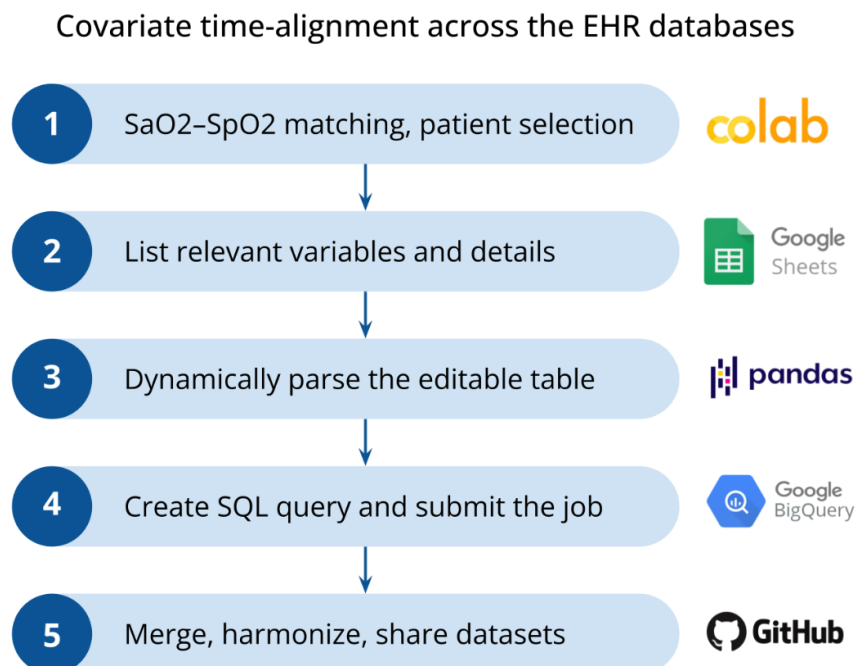 Covariate time-alignment across the EHR databases
1 SaO2–SpO2 matching, patient selection colab
2 List relevant variables and details Google
Sheets
3 Dynamically parse the editable table pandas
4 Create SQL query and submit the job Google
BigQuery
5 Merge, harmonize, share datasets GitHub